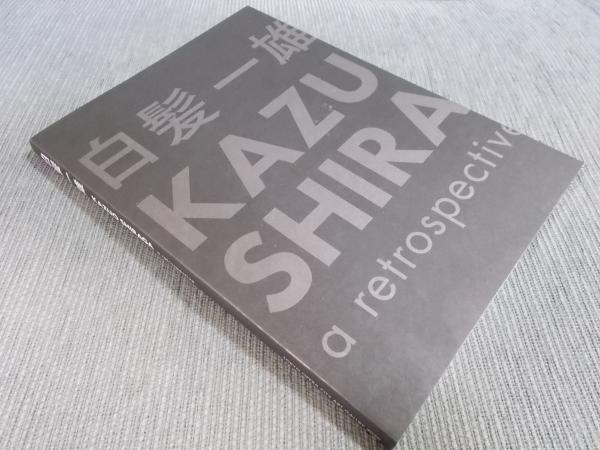 白髪一雄
KAZU
SHIRA
a retrospective